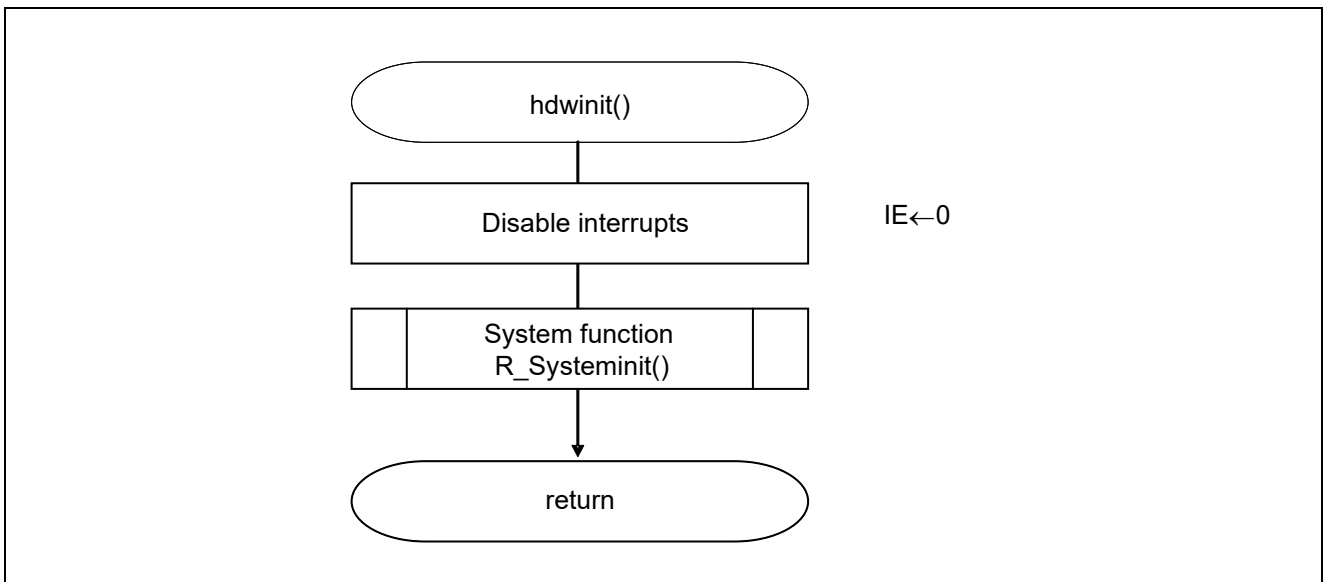 hdwinit()
Disable interrupts
IE←0
System function
R_Systeminit()
return